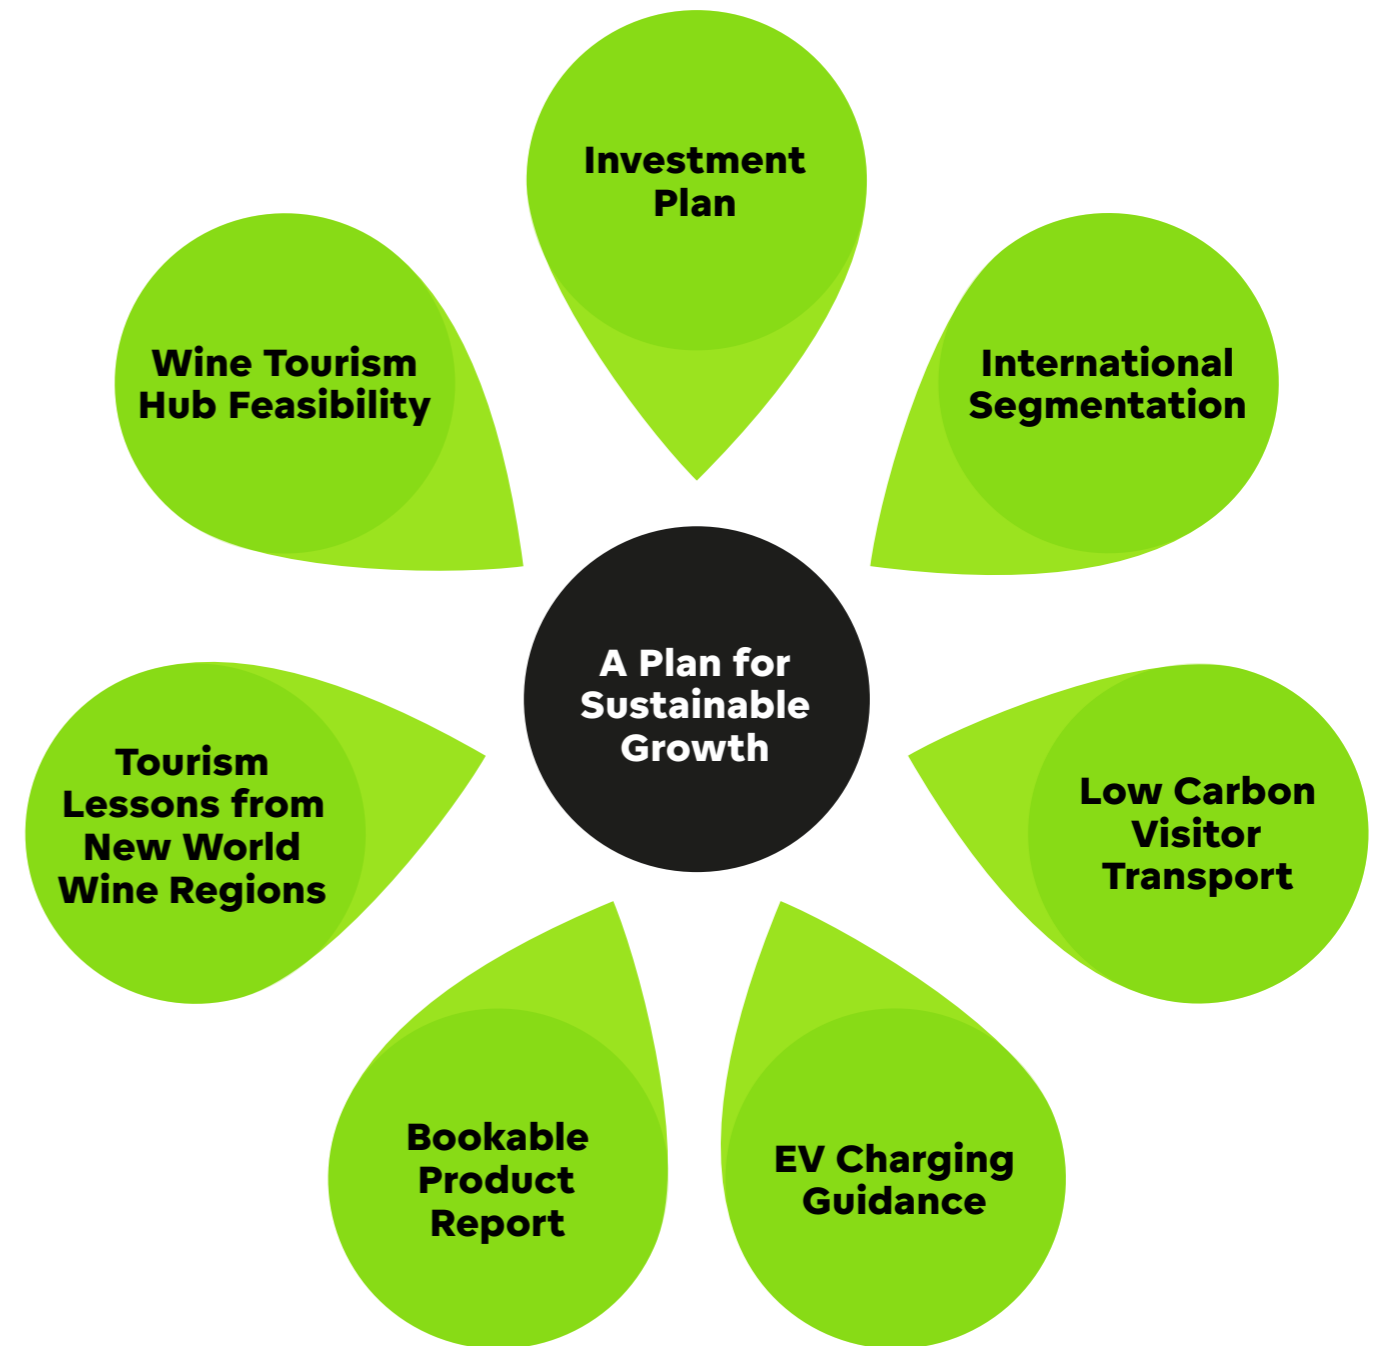 Investment
Plan
Wine Tourism
Hub Feasibility
International
Segmentation
A Plan for
Sustainable
Growth
Tourism
Lessons from
New World
Wine Regions
Low Carbon
Visitor
Transport
Bookable
Product
Report
EV Charging
Guidance